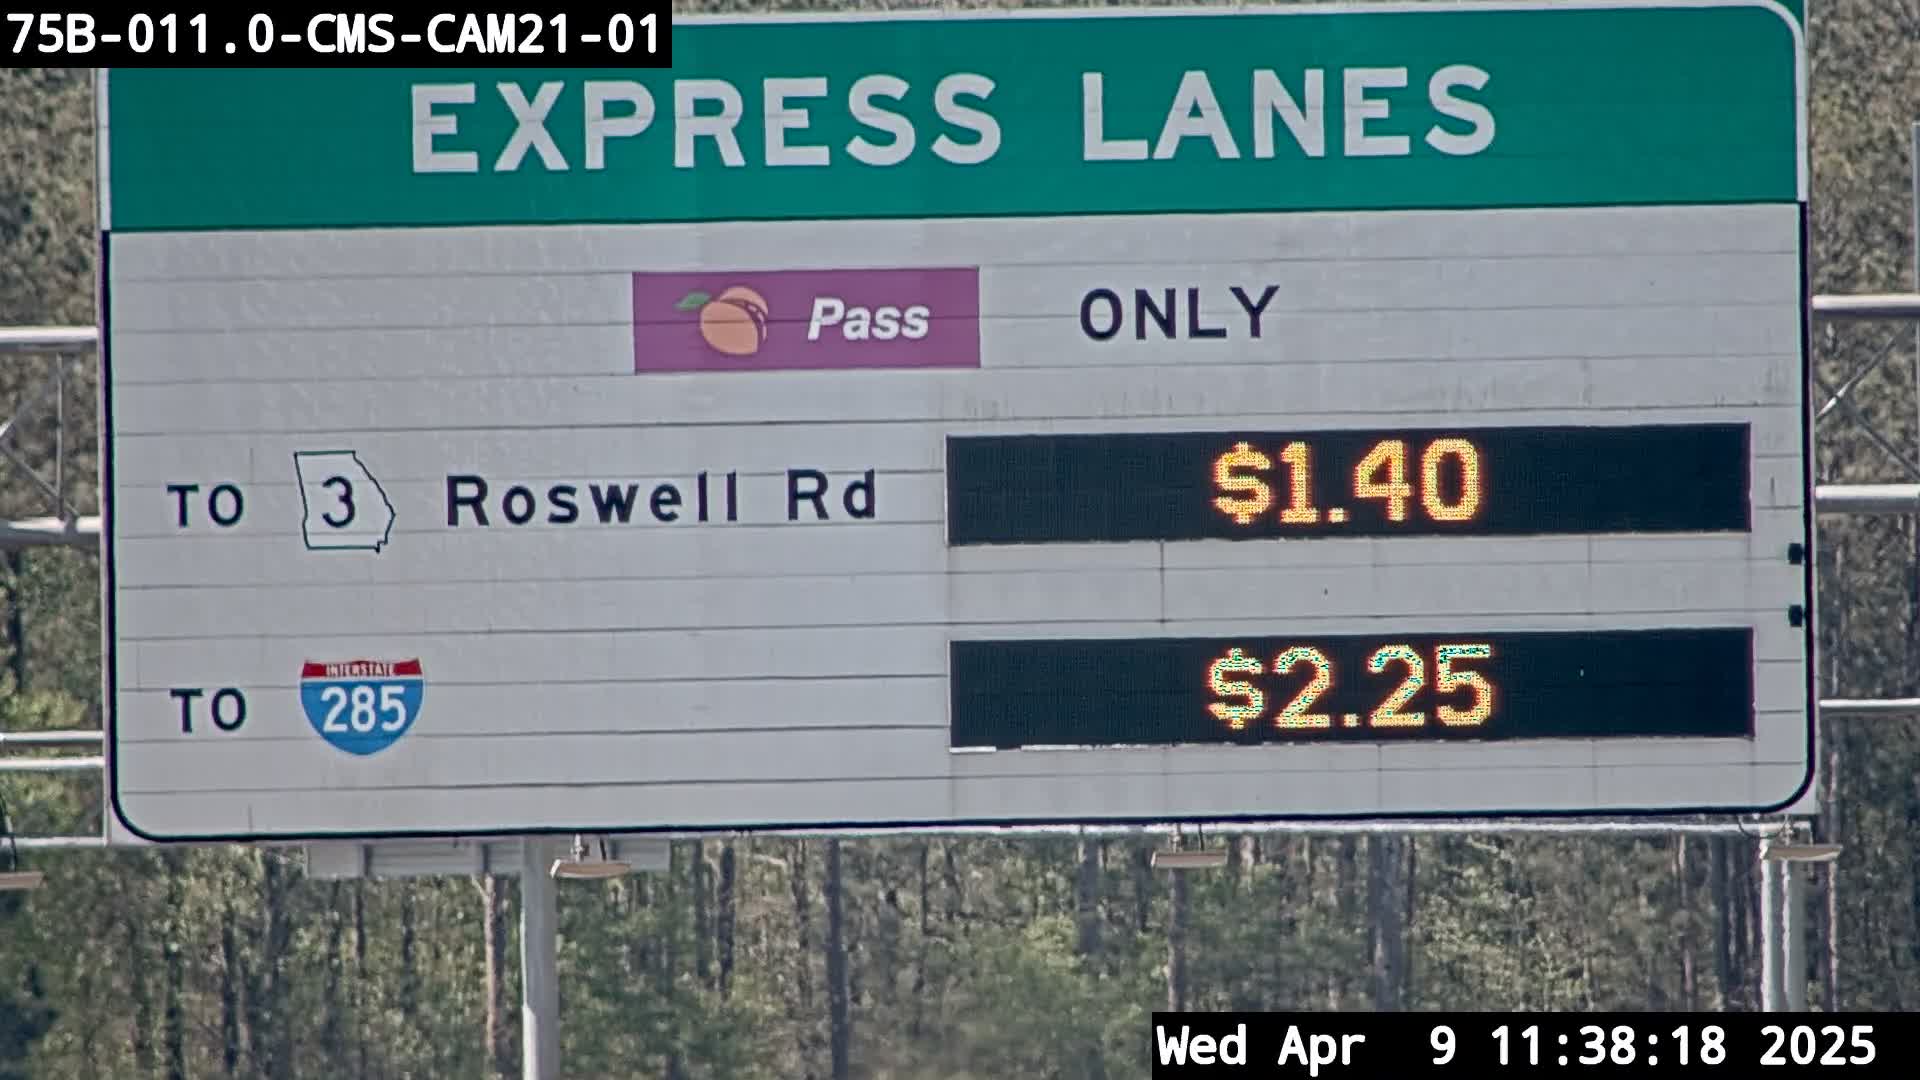 75B-011.0-CMS-CAM21-01
EXPRESS LANES
Pass ONLY
TO 3 Roswell Rd $1.40
INTERSTATE
TO 285 $2.25
Wed Apr 9 11:38:18 2025